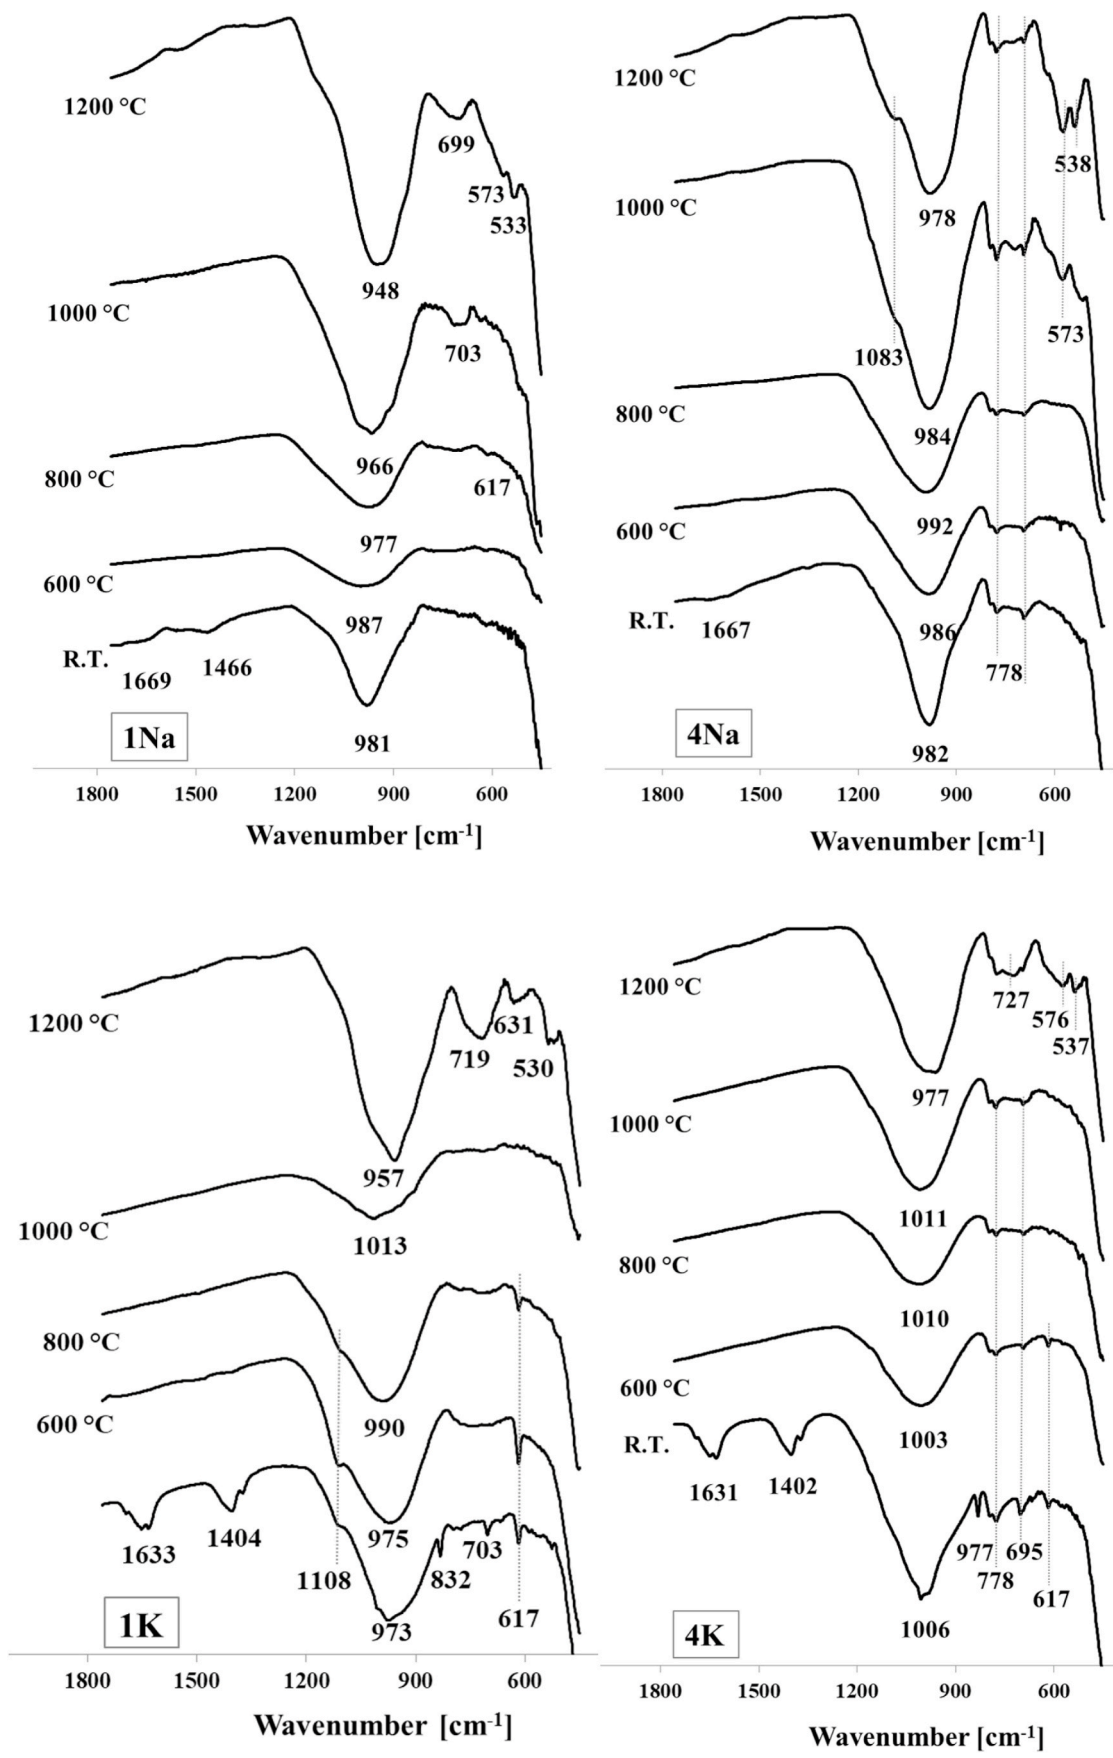 1200 °C
699
573
533
948
1000 °C
703
966
800 °C
617
977
600 °C
987
R.T.
1669
1466
981
1Na
1800 1500 1200 900 600
Wavenumber [cm-1]
1200 °C
538
978
1000 °C
573
1083
984
800 °C
992
600 °C
986
R.T.
1667
778
982
4Na
1800 1500 1200 900 600
Wavenumber [cm-1]
1200 °C
631
719
530
957
1000 °C
1013
800 °C
990
600 °C
975
1633
1404
1108
832
703
617
973
1K
1800 1500 1200 900 600
Wavenumber [cm-1]
1200 °C
727
576
537
977
1000 °C
1011
800 °C
1010
600 °C
1003
R.T.
1631
1402
977
778
695
617
1006
4K
1800 1500 1200 900 600
Wavenumber [cm-1]